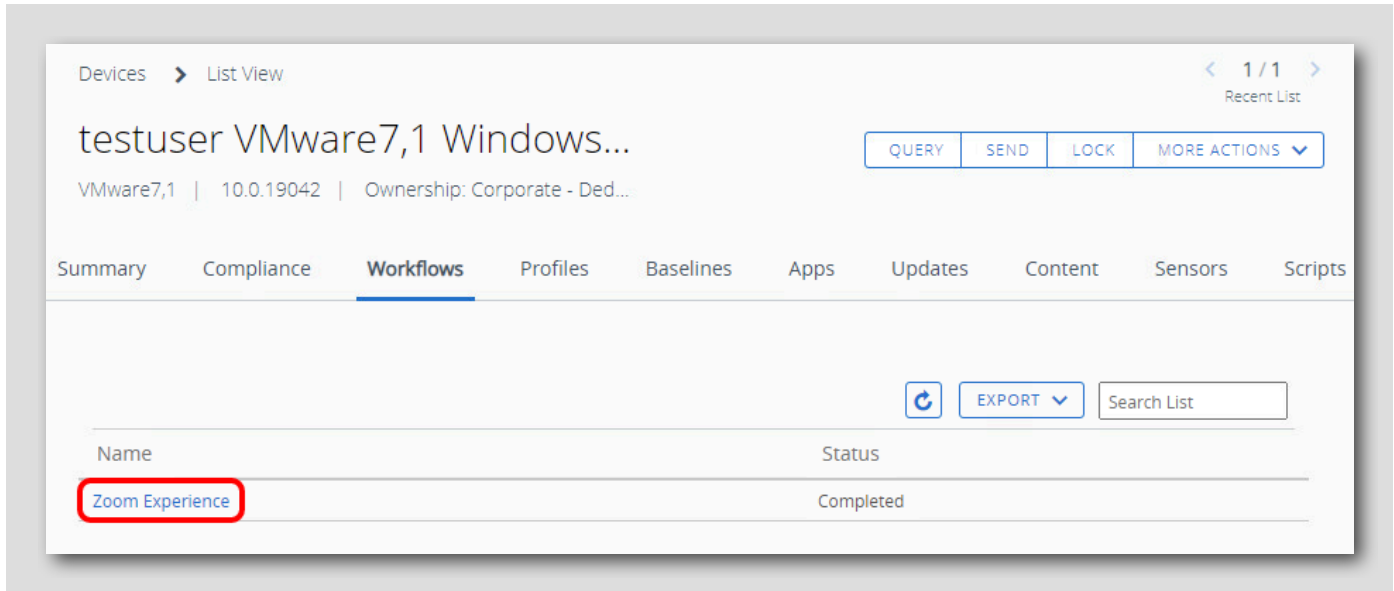 Devices > List View
< 1 / 1 >
Recent List
testuser VMware7,1 Windows...
QUERY SEND LOCK MORE ACTIONS
VMware7,1 | 10.0.19042 | Ownership: Corporate - Ded...
Summary Compliance Workflows Profiles Baselines Apps Updates Content Sensors Scripts
EXPORT Search List
Name Status
Zoom Experience Completed